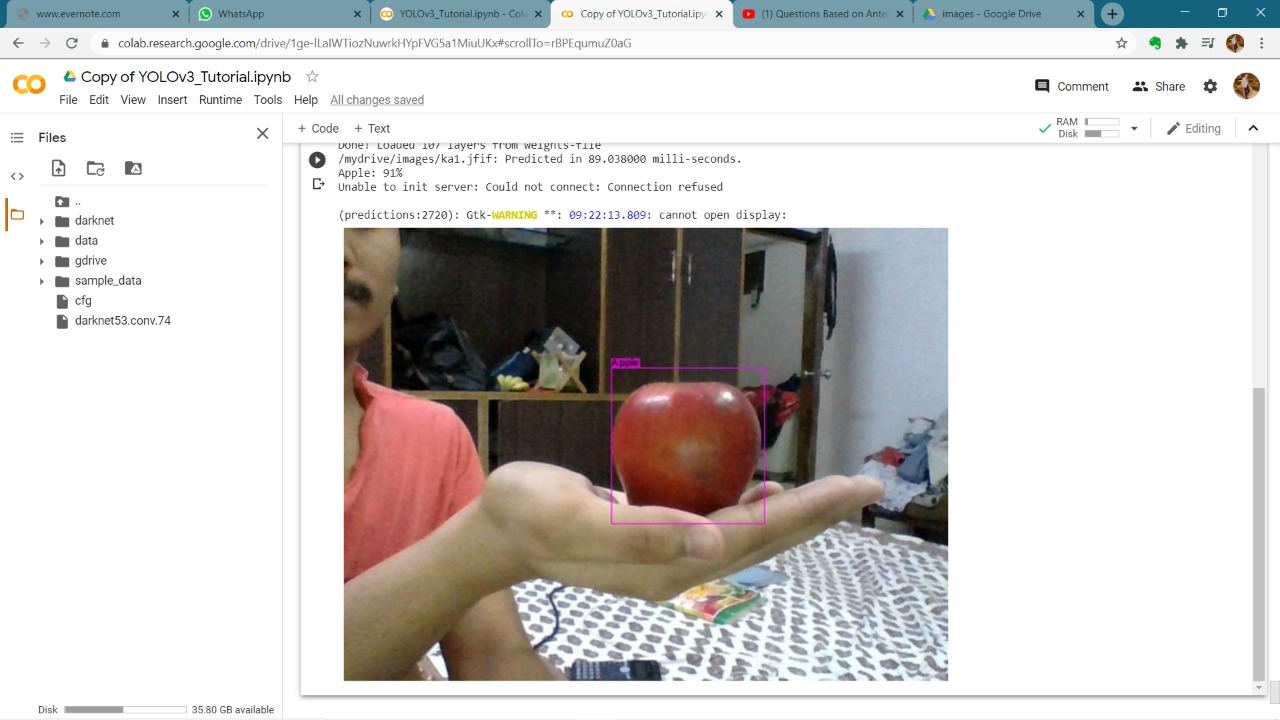 www.evernote.com
WhatsApp
YOLOv3_Tutorial.ipynb - Cola
Copy of YOLOv3_Tutorial.ipy
(1) Questions Based on Ante
images - Google Drive
colab.research.google.com/drive/1ge-ILaIWTiozNuwrkHYpFVG5a1MiuUKx#scrollTo=rBPEqumuZ0aG
CO
Copy of YOLOv3_Tutorial.ipynb
File Edit View Insert Runtime Tools Help All changes saved
Comment
Share
Files
+ Code + Text
RAM
Disk
Editing
..
darknet
data
gdrive
sample_data
cfg
darknet53.conv.74
Disk
35.80 GB available
Done! Loaded 107 layers from weights-file
/mydrive/images/ka1.jfif: Predicted in 89.038000 milli-seconds.
Apple: 91%
Unable to init server: Could not connect: Connection refused
(predictions:2720): Gtk-WARNING **: 09:22:13.809: cannot open display:
Apple